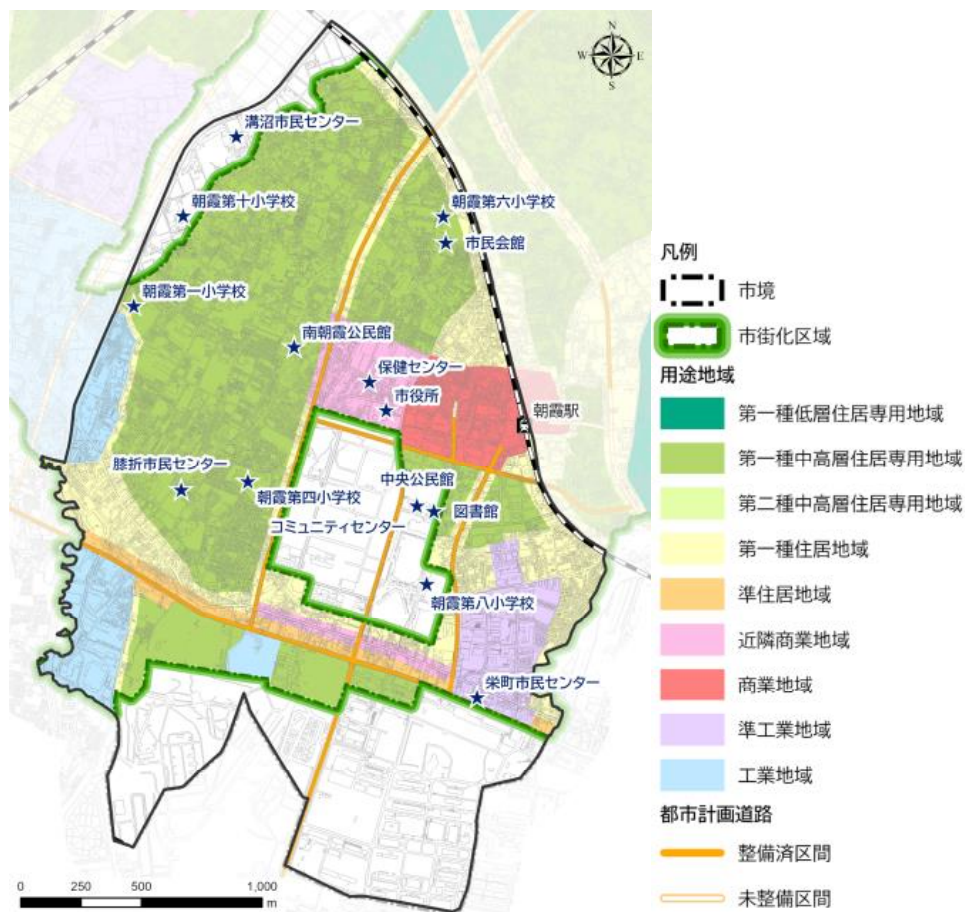 N
W
E
S
溝沼市民センター
朝霞第十小学校
朝霞第六小学校
市民会館
朝霞第一小学校
南朝霞公民館
保健センター
市役所
朝霞駅
膝折市民センター
朝霞第四小学校
中央公民館
コミュニティセンター
図書館
朝霞第八小学校
栄町市民センター
0 250 500 1,000
m
凡例
市境
市街化区域
用途地域
第一種低層住居専用地域
第一種中高層住居専用地域
第二種中高層住居専用地域
第一種住居地域
準住居地域
近隣商業地域
商業地域
準工業地域
工業地域
都市計画道路
整備済区間
未整備区間